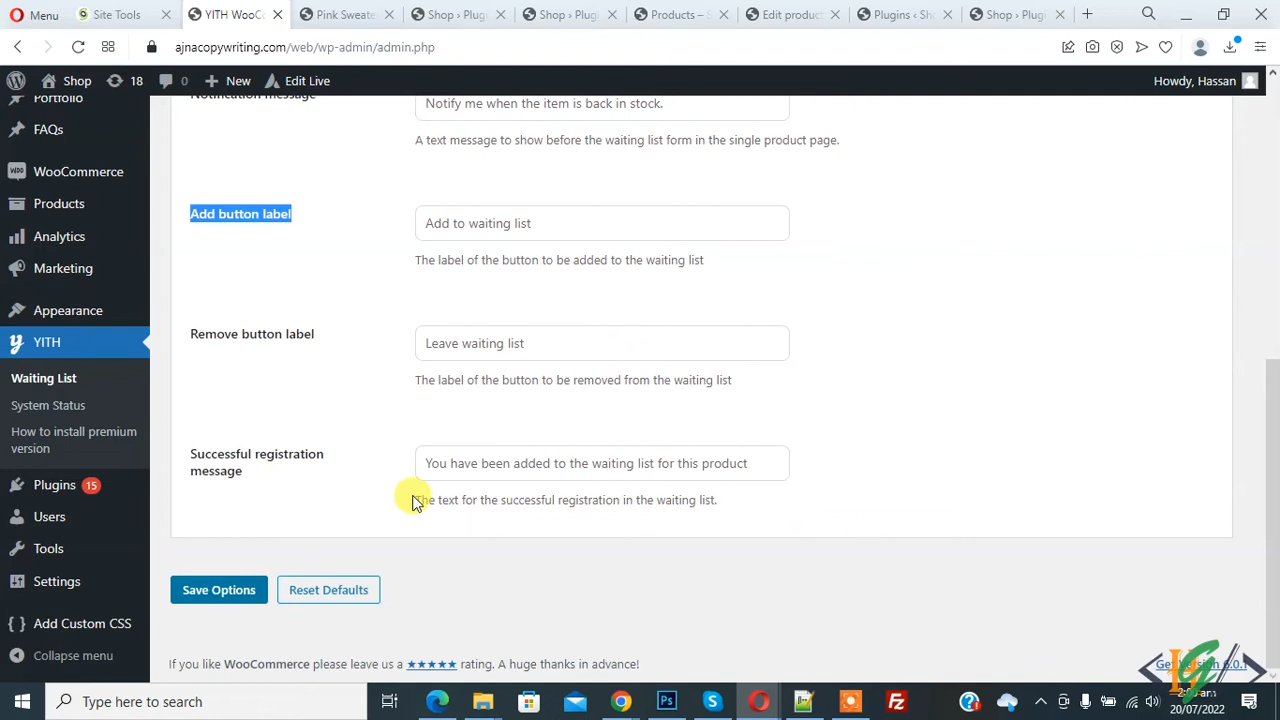 Menu
Site Tools
YITH WooCo
Pink Sweate
Shop › Plugi
Shop › Plugi
Products – S
Edit product
Plugins ‹ Sho
Shop › Plugi
ajnacopywriting.com/web/wp-admin/admin.php
Shop
18
0
New
Edit Live
Howdy, Hassan
Portfolio
FAQs
WooCommerce
Products
Analytics
Marketing
Appearance
YITH
Waiting List
System Status
How to install premium
version
Plugins 15
Users
Tools
Settings
Add Custom CSS
Collapse menu
Notification message
Notify me when the item is back in stock.
A text message to show before the waiting list form in the single product page.
Add button label
Add to waiting list
The label of the button to be added to the waiting list
Remove button label
Leave waiting list
The label of the button to be removed from the waiting list
Successful registration
message
You have been added to the waiting list for this product
The text for the successful registration in the waiting list.
Save Options
Reset Defaults
If you like WooCommerce please leave us a ★★★★★ rating. A huge thanks in advance!
Type here to search
20/07/2022